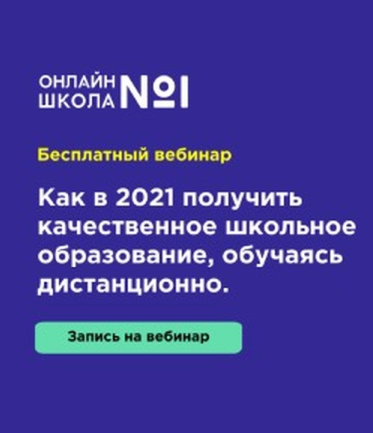 ОНЛАЙН
ШКОЛА №1
Бесплатный вебинар
Как в 2021 получить
качественное школьное
образование, обучаясь
дистанционно.
Запись на вебинар